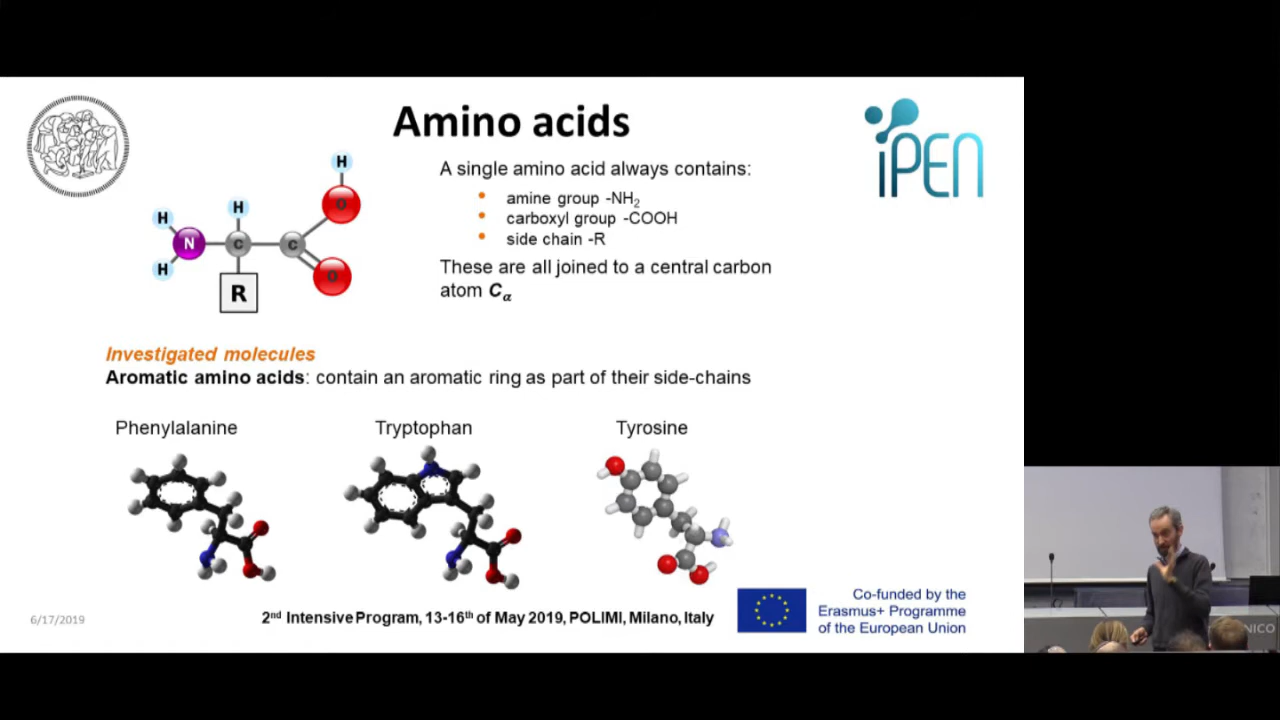 Amino acids
iPEN
A single amino acid always contains:
• amine group -NH₂
• carboxyl group -COOH
• side chain -R
These are all joined to a central carbon
atom Cα
H
H
H
N
C
C
O
H
O
R
Investigated molecules
Aromatic amino acids: contain an aromatic ring as part of their side-chains
Phenylalanine
Tryptophan
Tyrosine
6/17/2019
2nd Intensive Program, 13-16th of May 2019, POLIMI, Milano, Italy
Co-funded by the
Erasmus+ Programme
of the European Union
NICO